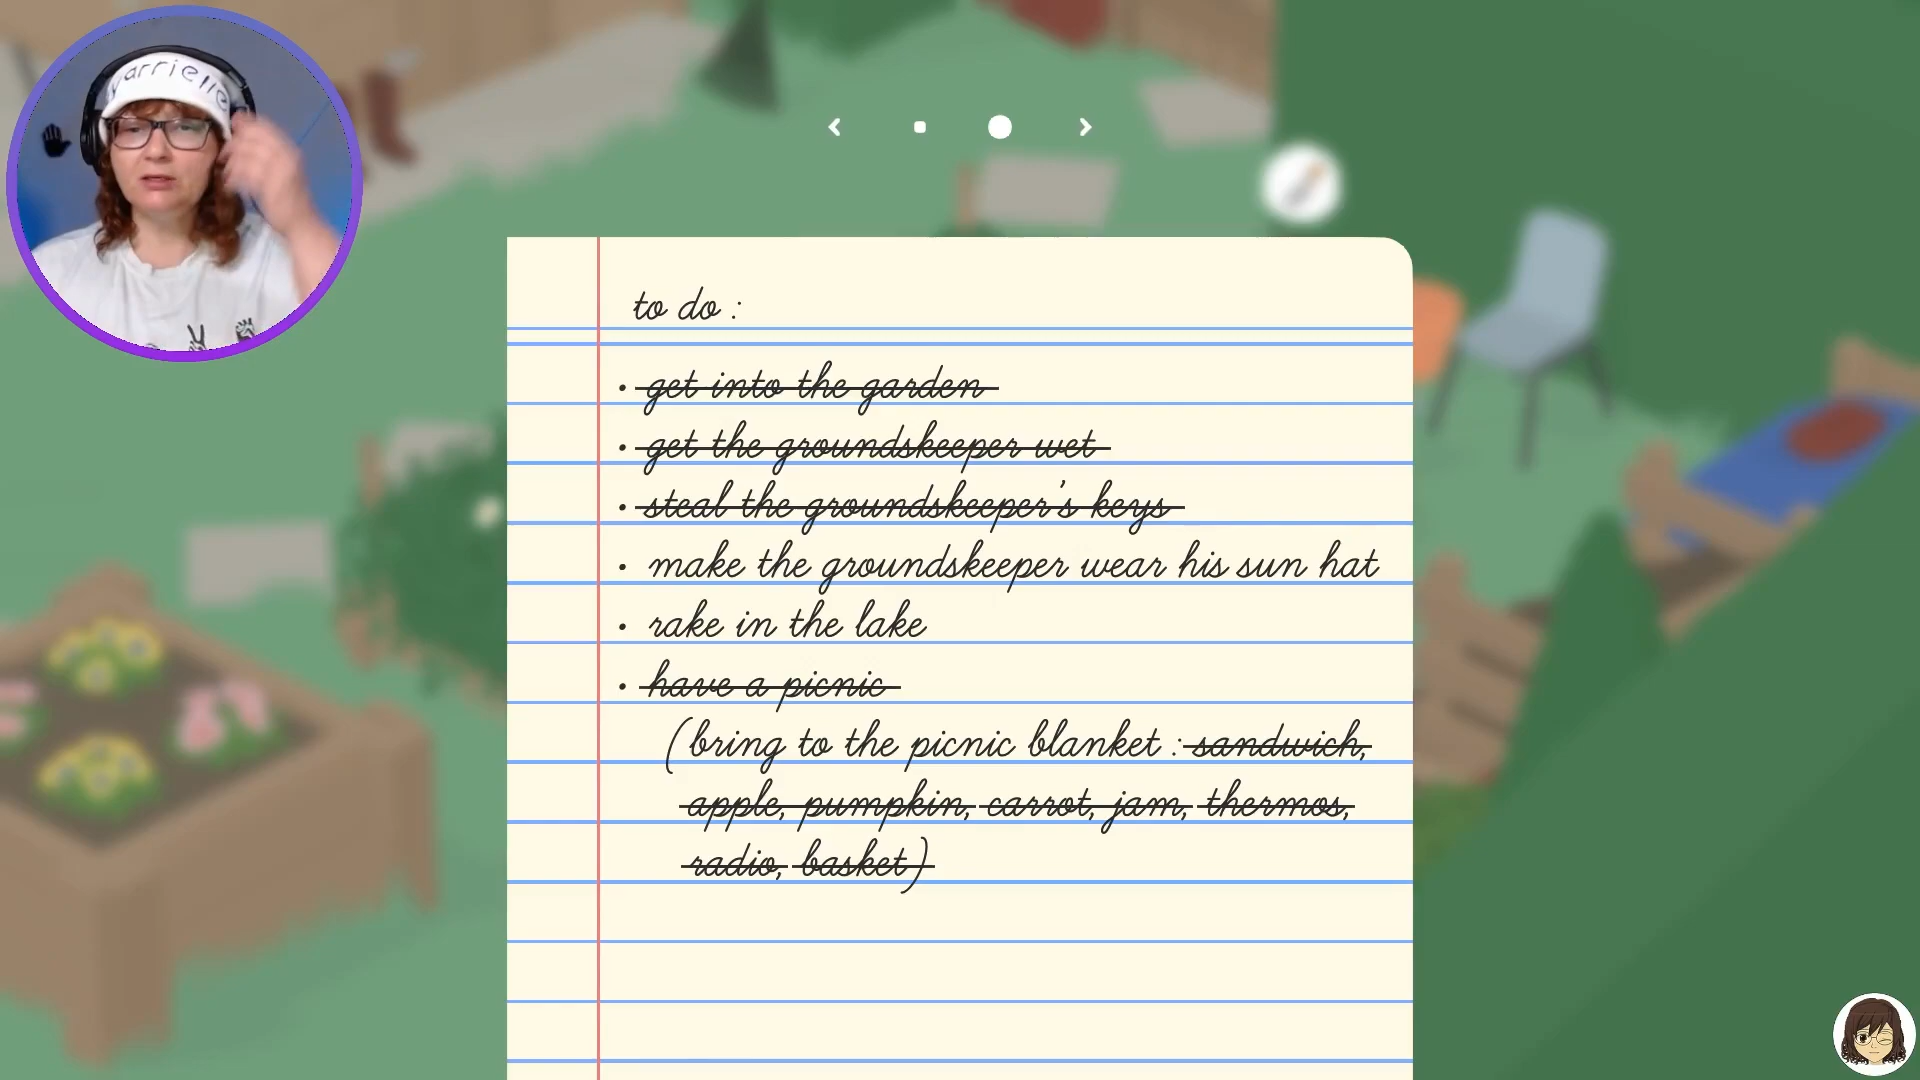 arrielle
to do :
• get into the garden
• get the groundskeeper wet
• steal the groundskeeper's keys
• make the groundskeeper wear his sun hat
• rake in the lake
• have a picnic
(bring to the picnic blanket : sandwich,
apple, pumpkin, carrot, jam, thermos,
radio, basket)